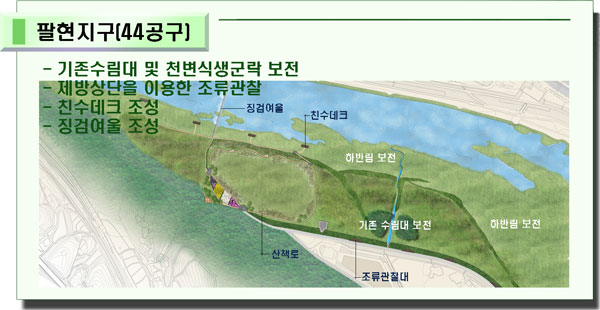 팔현지구(44공구)
- 기존수림대 및 천변식생군락 보전
- 제방상단을 이용한 조류관찰
- 친수데크 조성
- 징검여울 조성
징검여울
친수데크
하반림 보전
하반림 보전
기존 수림대 보전
산책로
조류관찰대